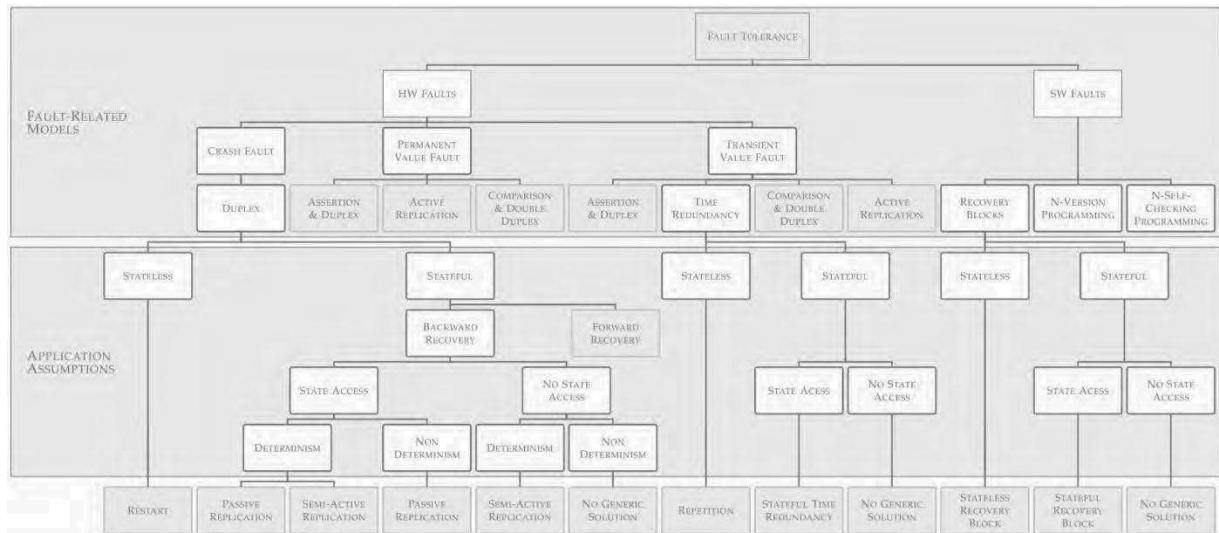 FAULT TOLERANCE
HW FAULTS
SW FAULTS
FAULT-RELATED
MODELS
CRASH FAULT
PERMANENT
VALUE FAULT
TRANSIENT
VALUE FAULT
DUPLEX
ASSERTION
& DUPLEX
ACTIVE
REPLICATION
COMPARISON
& DOUBLE
DUPLEX
ASSERTION
& DUPLEX
TIME
REDUNDANCY
COMPARISON
& DOUBLE
DUPLEX
ACTIVE
REPLICATION
RECOVERY
BLOCKS
N-VERSION
PROGRAMMING
N-SELF-
CHECKING
PROGRAMMING
STATELESS
STATEFUL
STATELESS
STATEFUL
STATELESS
STATEFUL
BACKWARD
RECOVERY
FORWARD
RECOVERY
APPLICATION
ASSUMPTIONS
STATE ACCESS
NO STATE
ACCESS
STATE ACESS
NO STATE
ACCESS
STATE ACESS
NO STATE
ACCESS
DETERMINISM
NON
DETERMINISM
DETERMINISM
NON
DETERMINISM
RESTART
PASSIVE
REPLICATION
SEMI-ACTIVE
REPLICATION
PASSIVE
REPLICATION
SEMI-ACTIVE
REPLICATION
NO GENERIC
SOLUTION
REPETITION
STATEFUL TIME
REDUNDANCY
NO GENERIC
SOLUTION
STATELESS
RECOVERY
BLOCK
STATEFUL
RECOVERY
BLOCK
NO GENERIC
SOLUTION